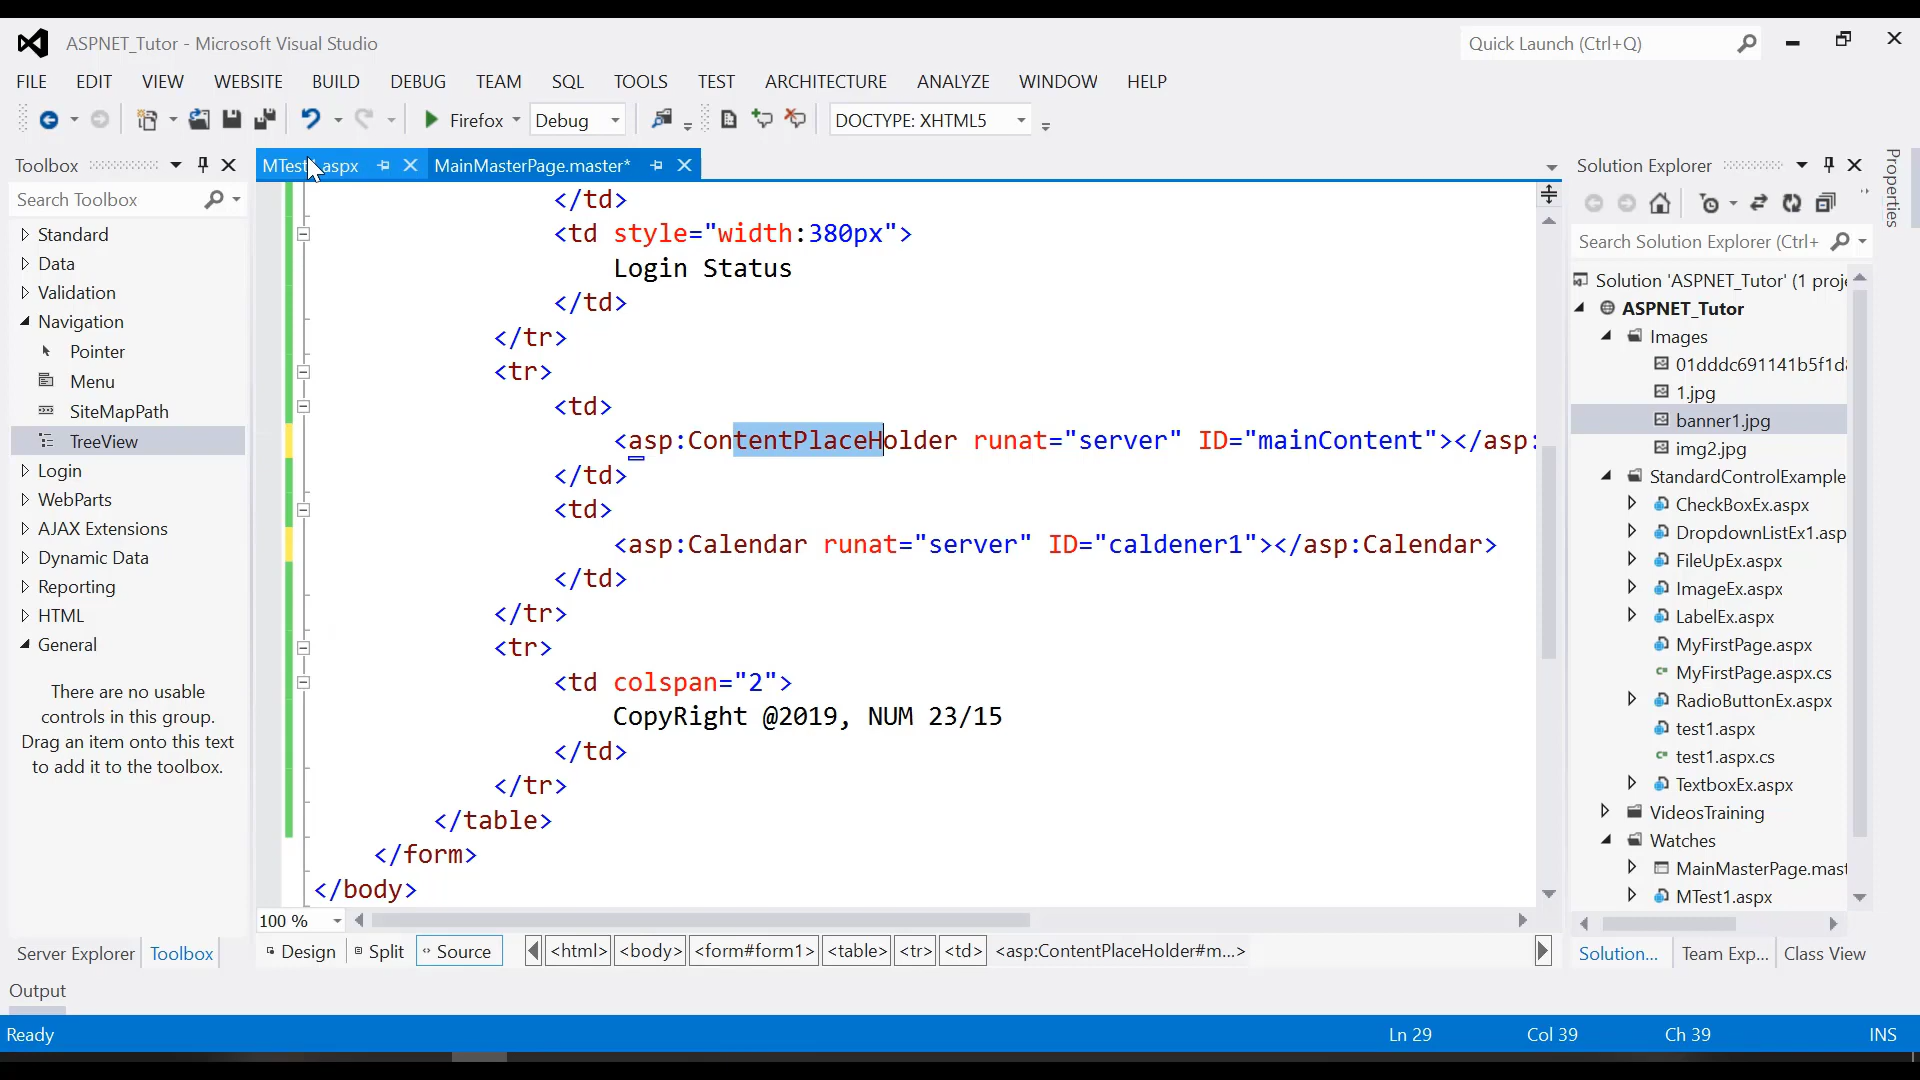 ASPNET_Tutor - Microsoft Visual Studio
Quick Launch (Ctrl+Q)
FILE EDIT VIEW WEBSITE BUILD DEBUG TEAM SQL TOOLS TEST ARCHITECTURE ANALYZE WINDOW HELP
Firefox Debug DOCTYPE: XHTML5
Toolbox
Search Toolbox
Standard
Data
Validation
Navigation
Pointer
Menu
SiteMapPath
TreeView
Login
WebParts
AJAX Extensions
Dynamic Data
Reporting
HTML
General
There are no usable
controls in this group.
Drag an item onto this text
to add it to the toolbox.
Server Explorer Toolbox
MTest1.aspx MainMasterPage.master*
</td>
<td style="width:380px">
Login Status
</td>
</tr>
<tr>
<td>
<asp:ContentPlaceHolder runat="server" ID="mainContent"></asp:
</td>
<td>
<asp:Calendar runat="server" ID="caldener1"></asp:Calendar>
</td>
</tr>
<tr>
<td colspan="2">
CopyRight @2019, NUM 23/15
</td>
</tr>
</table>
</form>
</body>
100 %
Design Split Source <html> <body> <form#form1> <table> <tr> <td> <asp:ContentPlaceHolder#m...>
Solution Explorer
Search Solution Explorer (Ctrl+
Solution 'ASPNET_Tutor' (1 proje
ASPNET_Tutor
Images
01dddc691141b5f1d
1.jpg
banner1.jpg
img2.jpg
StandardControlExample
CheckBoxEx.aspx
DropdownListEx1.asp
FileUpEx.aspx
ImageEx.aspx
LabelEx.aspx
MyFirstPage.aspx
MyFirstPage.aspx.cs
RadioButtonEx.aspx
test1.aspx
test1.aspx.cs
TextboxEx.aspx
VideosTraining
Watches
MainMasterPage.mast
MTest1.aspx
Solution... Team Exp... Class View
Properties
Output
Ready Ln 29 Col 39 Ch 39 INS